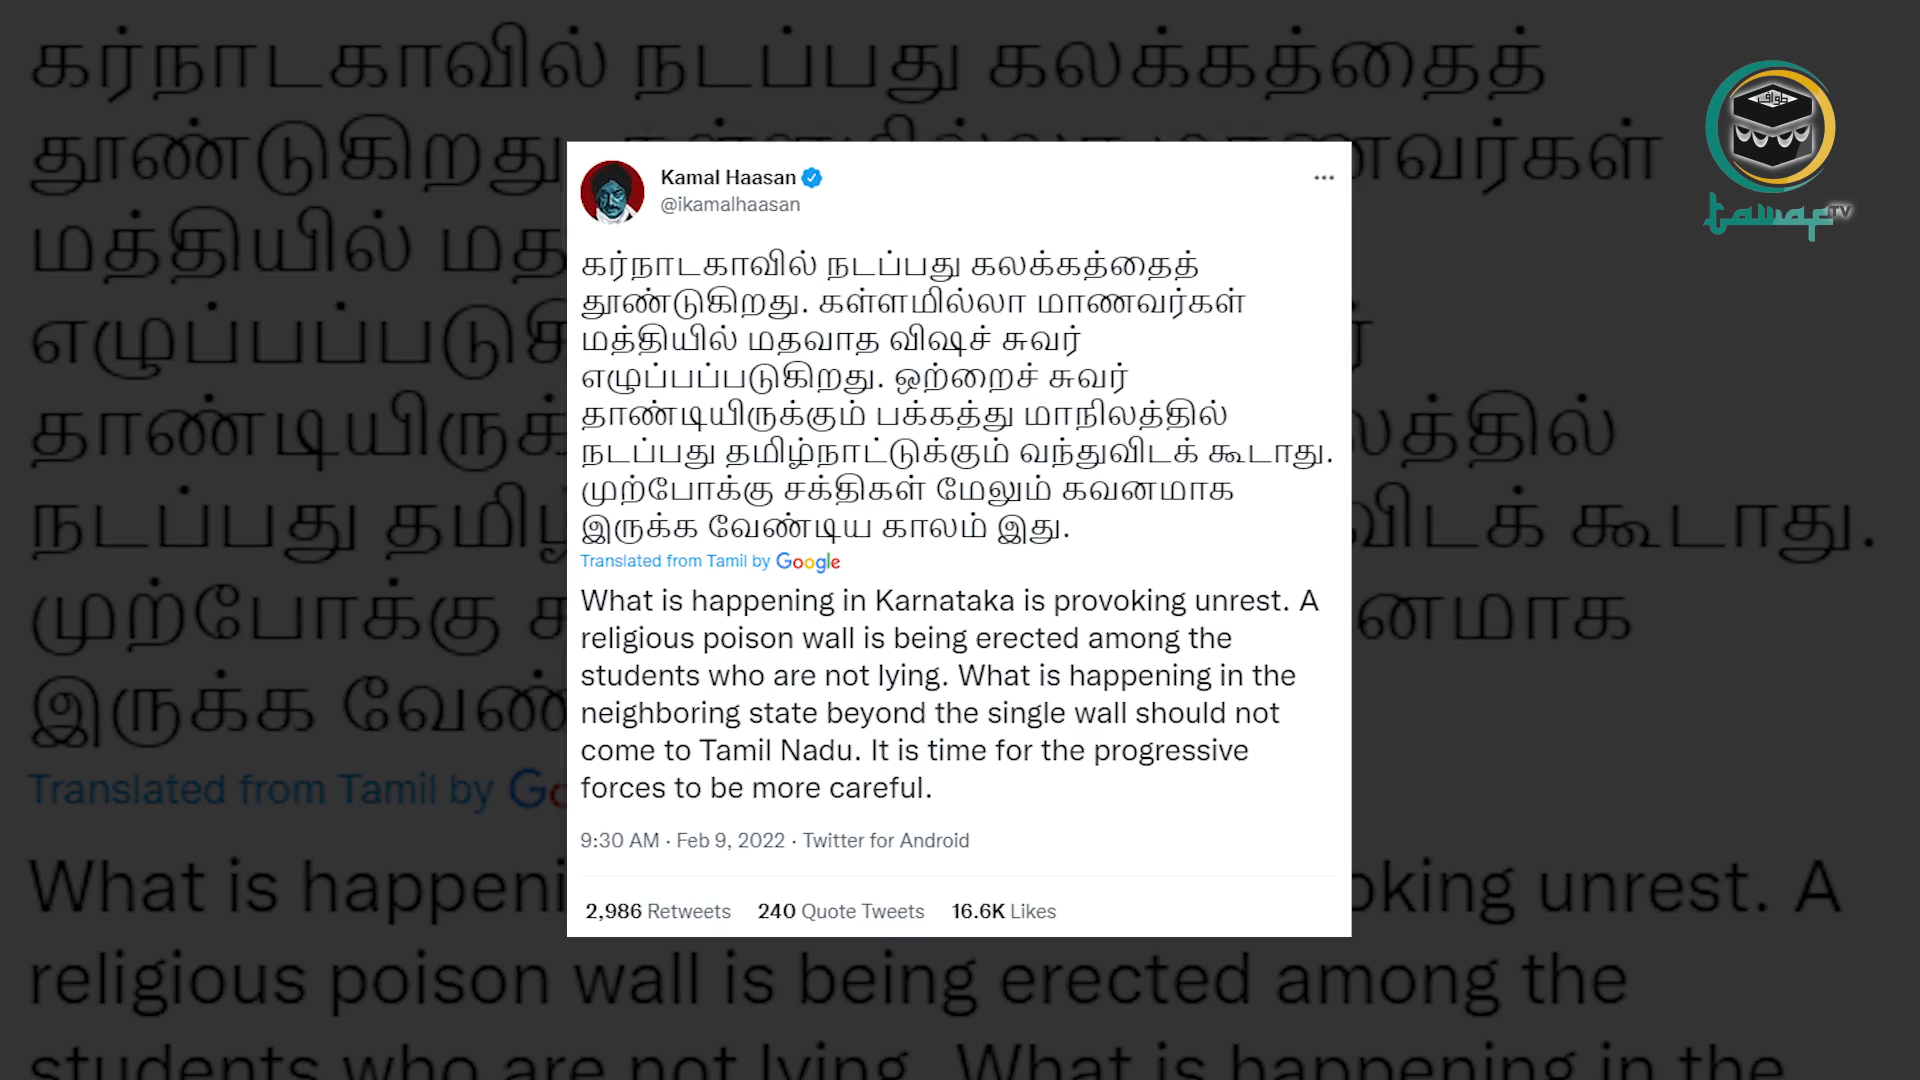 Kamal Haasan
@ikamalhaasan
கர்நாடகாவில் நடப்பது கலக்கத்தைத்
தூண்டுகிறது. கள்ளமில்லா மாணவர்கள்
மத்தியில் மதவாத விஷச் சுவர்
எழுப்பப்படுகிறது. ஒற்றைச் சுவர்
தாண்டியிருக்கும் பக்கத்து மாநிலத்தில்
நடப்பது தமிழ்நாட்டுக்கும் வந்துவிடக் கூடாது.
முற்போக்கு சக்திகள் மேலும் கவனமாக
இருக்க வேண்டிய காலம் இது.
Translated from Tamil by Google
What is happening in Karnataka is provoking unrest. A
religious poison wall is being erected among the
students who are not lying. What is happening in the
neighboring state beyond the single wall should not
come to Tamil Nadu. It is time for the progressive
forces to be more careful.
9:30 AM · Feb 9, 2022 · Twitter for Android
2,986 Retweets 240 Quote Tweets 16.6K Likes
tawaf TV